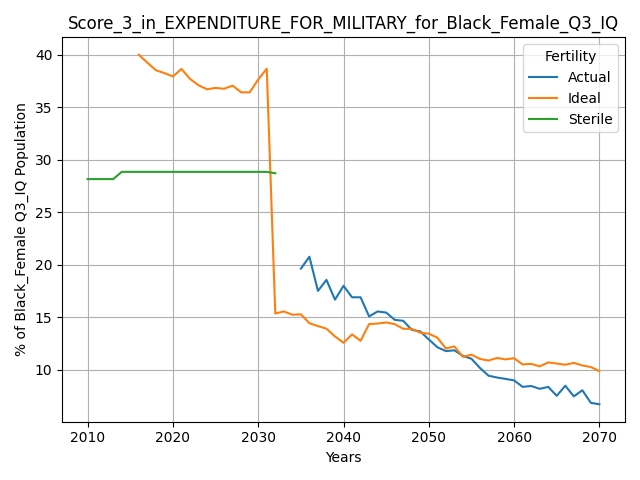 Score_3_in_EXPENDITURE_FOR_MILITARY_for_Black_Female_Q3_IQ
% of Black_Female Q3_IQ Population
40
35
30
25
20
15
10
Fertility
Actual
Ideal
Sterile
2010 2020 2030 2040 2050 2060 2070
Years